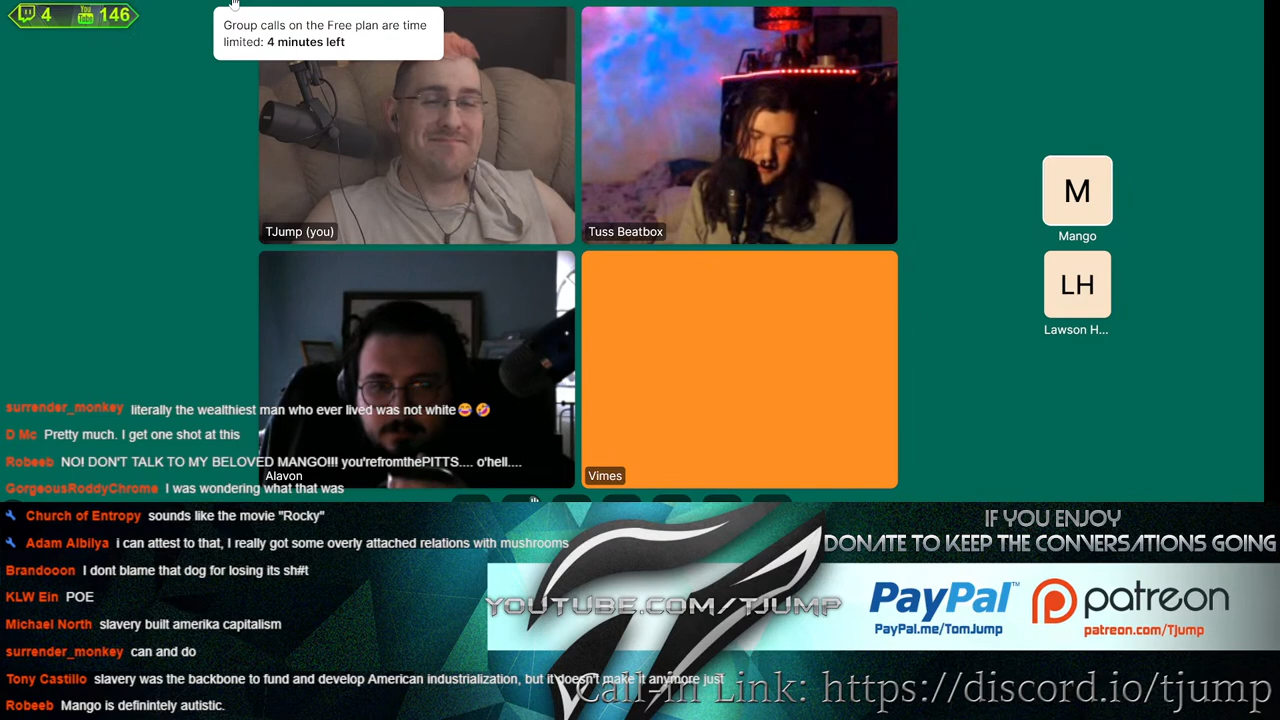 4
You Tube 146
Group calls on the Free plan are time
limited: 4 minutes left
TJump (you)
Tuss Beatbox
M
Mango
LH
Lawson H...
Alavon
Vimes
surrender_monkey literally the wealthiest man who ever lived was not white😂🤣
D Mc Pretty much. I get one shot at this
Robeeb NO! DON'T TALK TO MY BELOVED MANGO!!! you'refromthePITTS.... o'hell....
GorgeousRoddyChrome I was wondering what that was
Church of Entropy sounds like the movie "Rocky"
Adam Albilya i can attest to that, I really got some overly attached relations with mushrooms
Brandooon I dont blame that dog for losing its sh#t
KLW Ein POE
Michael North slavery built amerika capitalism
surrender_monkey can and do
Tony Castillo slavery was the backbone to fund and develop American industrialization, but it doesn't make it anymore just
Robeeb Mango is definintely autistic.
IF YOU ENJOY
DONATE TO KEEP THE CONVERSATIONS GOING
YOUTUBE.COM/TJUMP
PayPal™
PayPal.me/TomJump
patreon
patreon.com/TJump
Call-in Link: https://discord.io/tjump